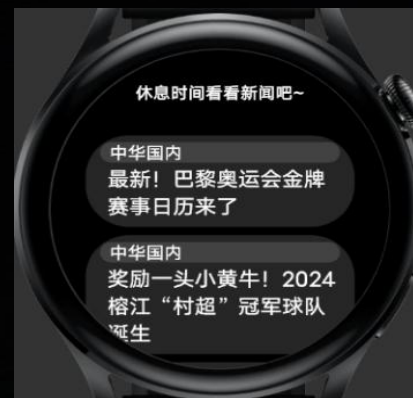 休息时间看看新闻吧~
中华国内
最新！巴黎奥运会金牌
赛事日历来了
中华国内
奖励一头小黄牛！2024
榕江“村超”冠军球队
诞生